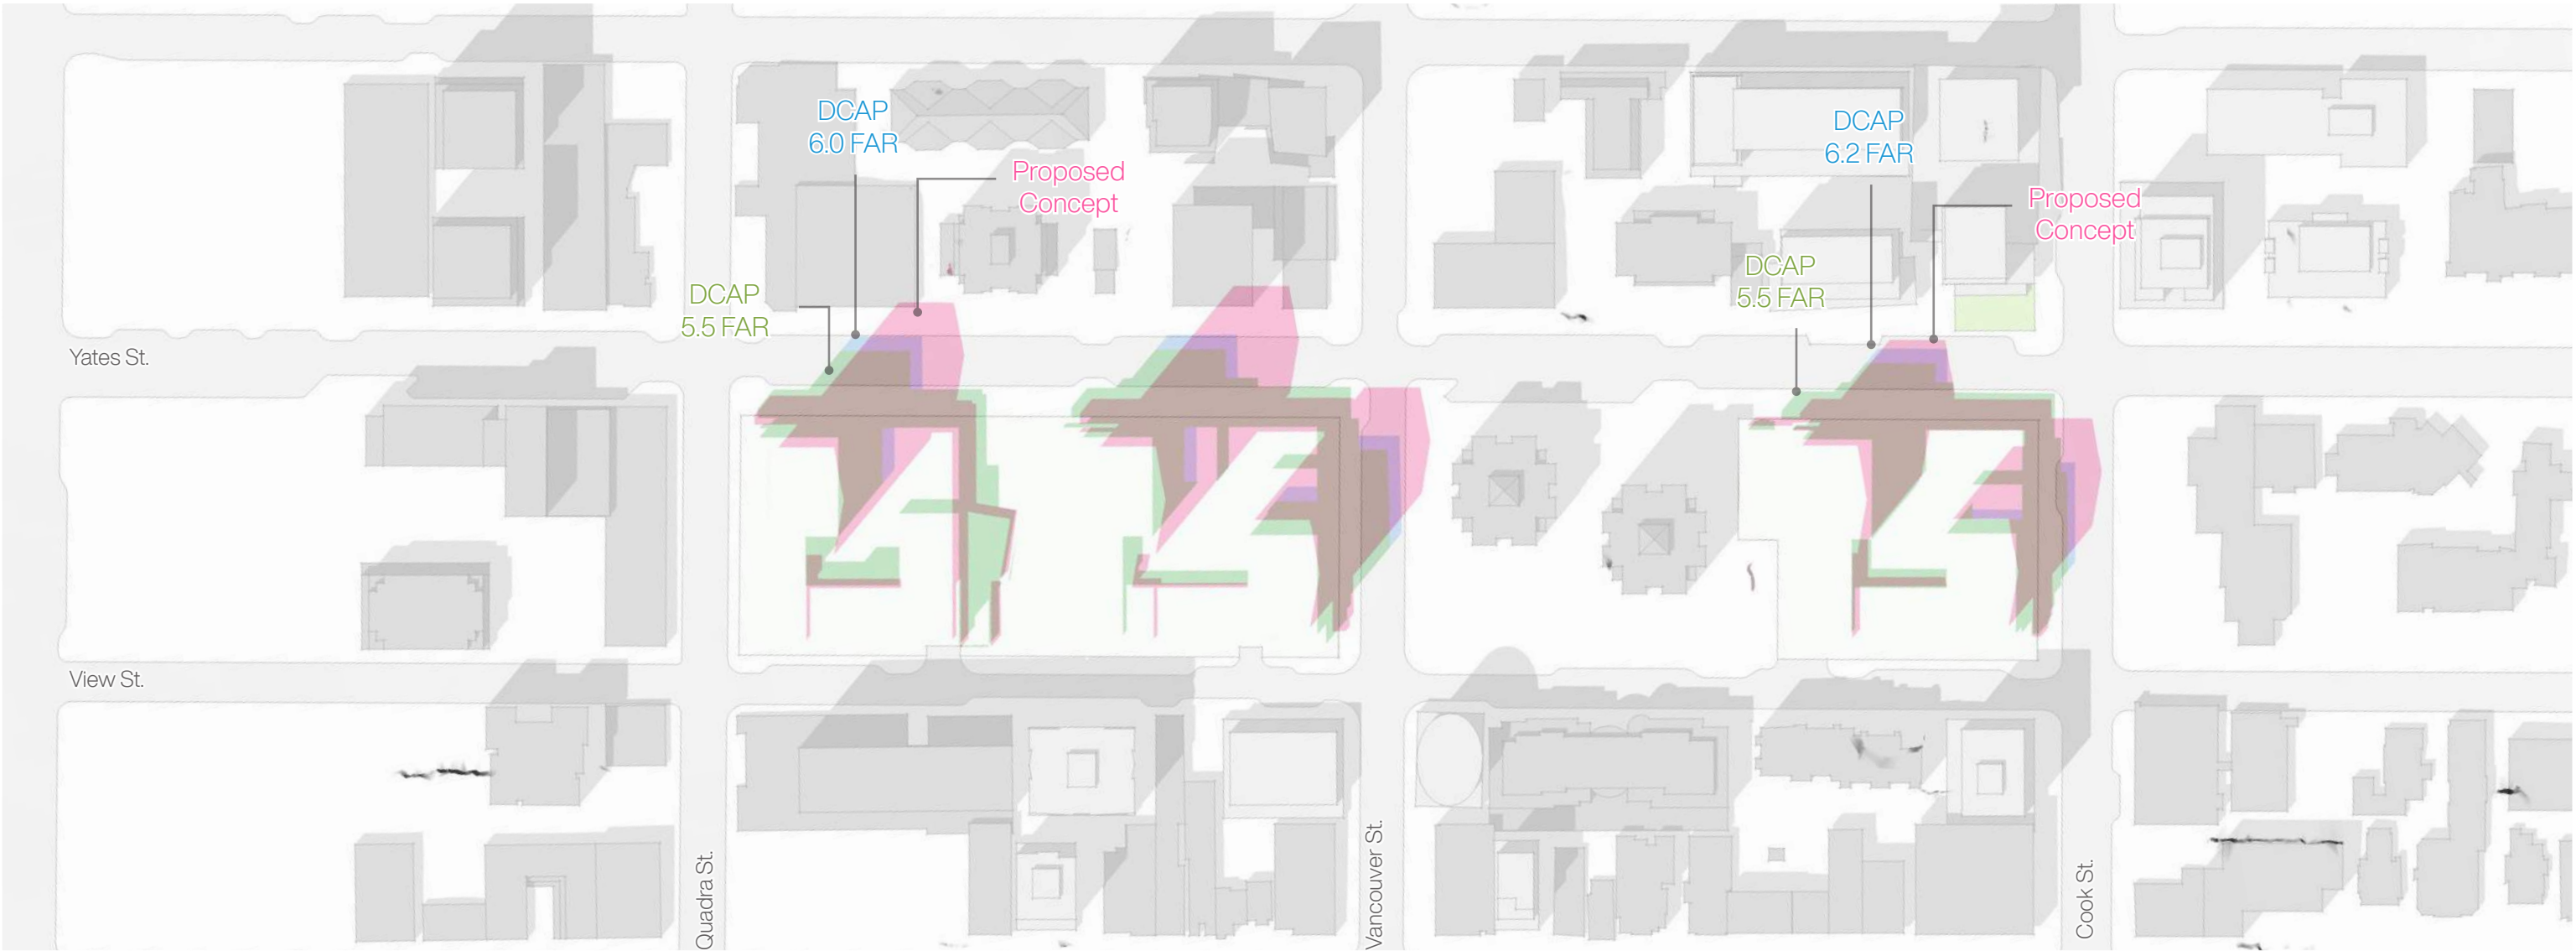 DCAP
6.0 FAR
DCAP
6.2 FAR
Proposed
Concept
Proposed
Concept
DCAP
5.5 FAR
DCAP
5.5 FAR
Yates St.
View St.
Quadra St.
Vancouver St.
Cook St.